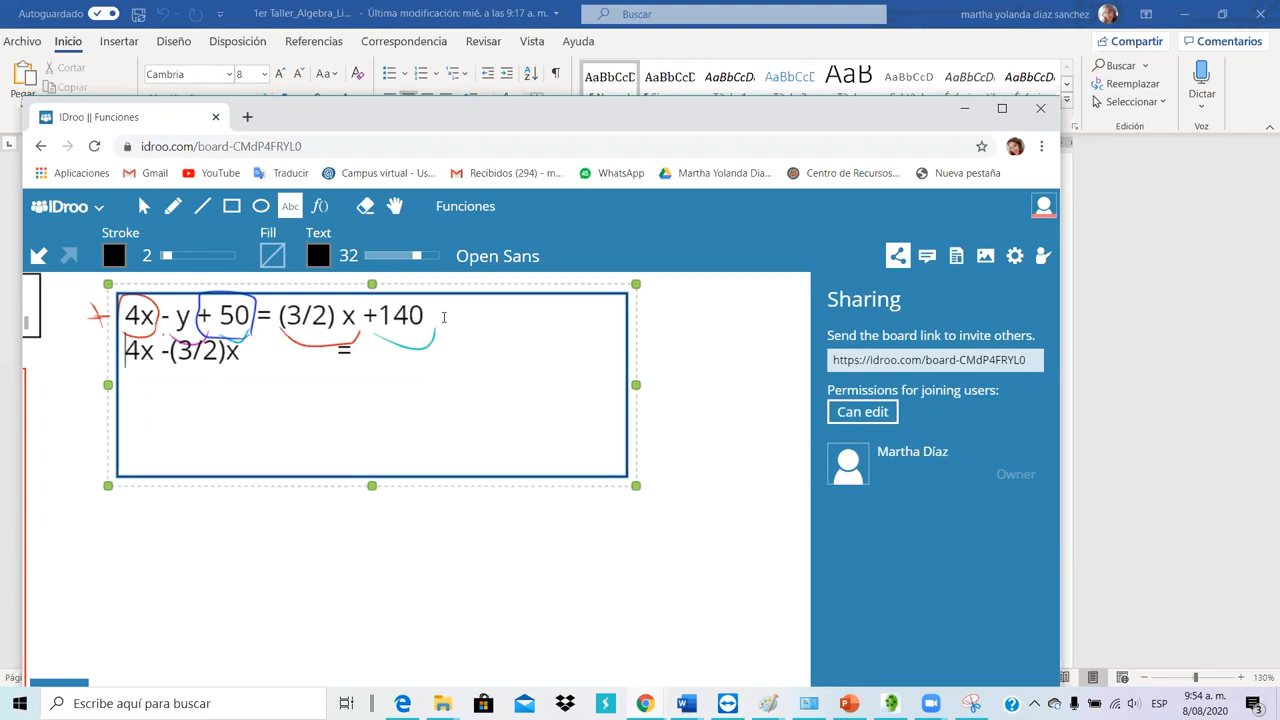 Autoguardado
1er Taller_Algebra_Li...
Hora de modificación: mié. a las 9:17 a. m.
Buscar
martha yolanda diaz sanchez
Archivo Inicio Insertar Diseño Disposición Referencias Correspondencia Revisar Vista Ayuda
Compartir Comentarios
Cortar
Copiar
Pegar
Cambria 8
AaBbCcD AaBbCcD AaBbCcD AaBbCcD AaB AaBbCcD AaBbCcD AaBbCcD
Reemplazar
Seleccionar
Dictar
Edición Voz
IDroo || Funciones
idroo.com/board-CMdP4FRYL0
Aplicaciones Gmail YouTube Traducir Campus virtual - Us... Recibidos (294) - m... WhatsApp Martha Yolanda Dia... Centro de Recursos... Nueva pestaña
IDroo Abc f() Funciones
Stroke Fill Text
2 32 Open Sans
4x - y + 50 = (3/2) x +140
4x -(3/2)x =
Sharing
Send the board link to invite others.
https://idroo.com/board-CMdP4FRYL0
Permissions for joining users:
Can edit
Martha Díaz
Owner
Pági
130%
Escribe aquí para buscar
ESP
8:54 a. m.
8/08/2020
3